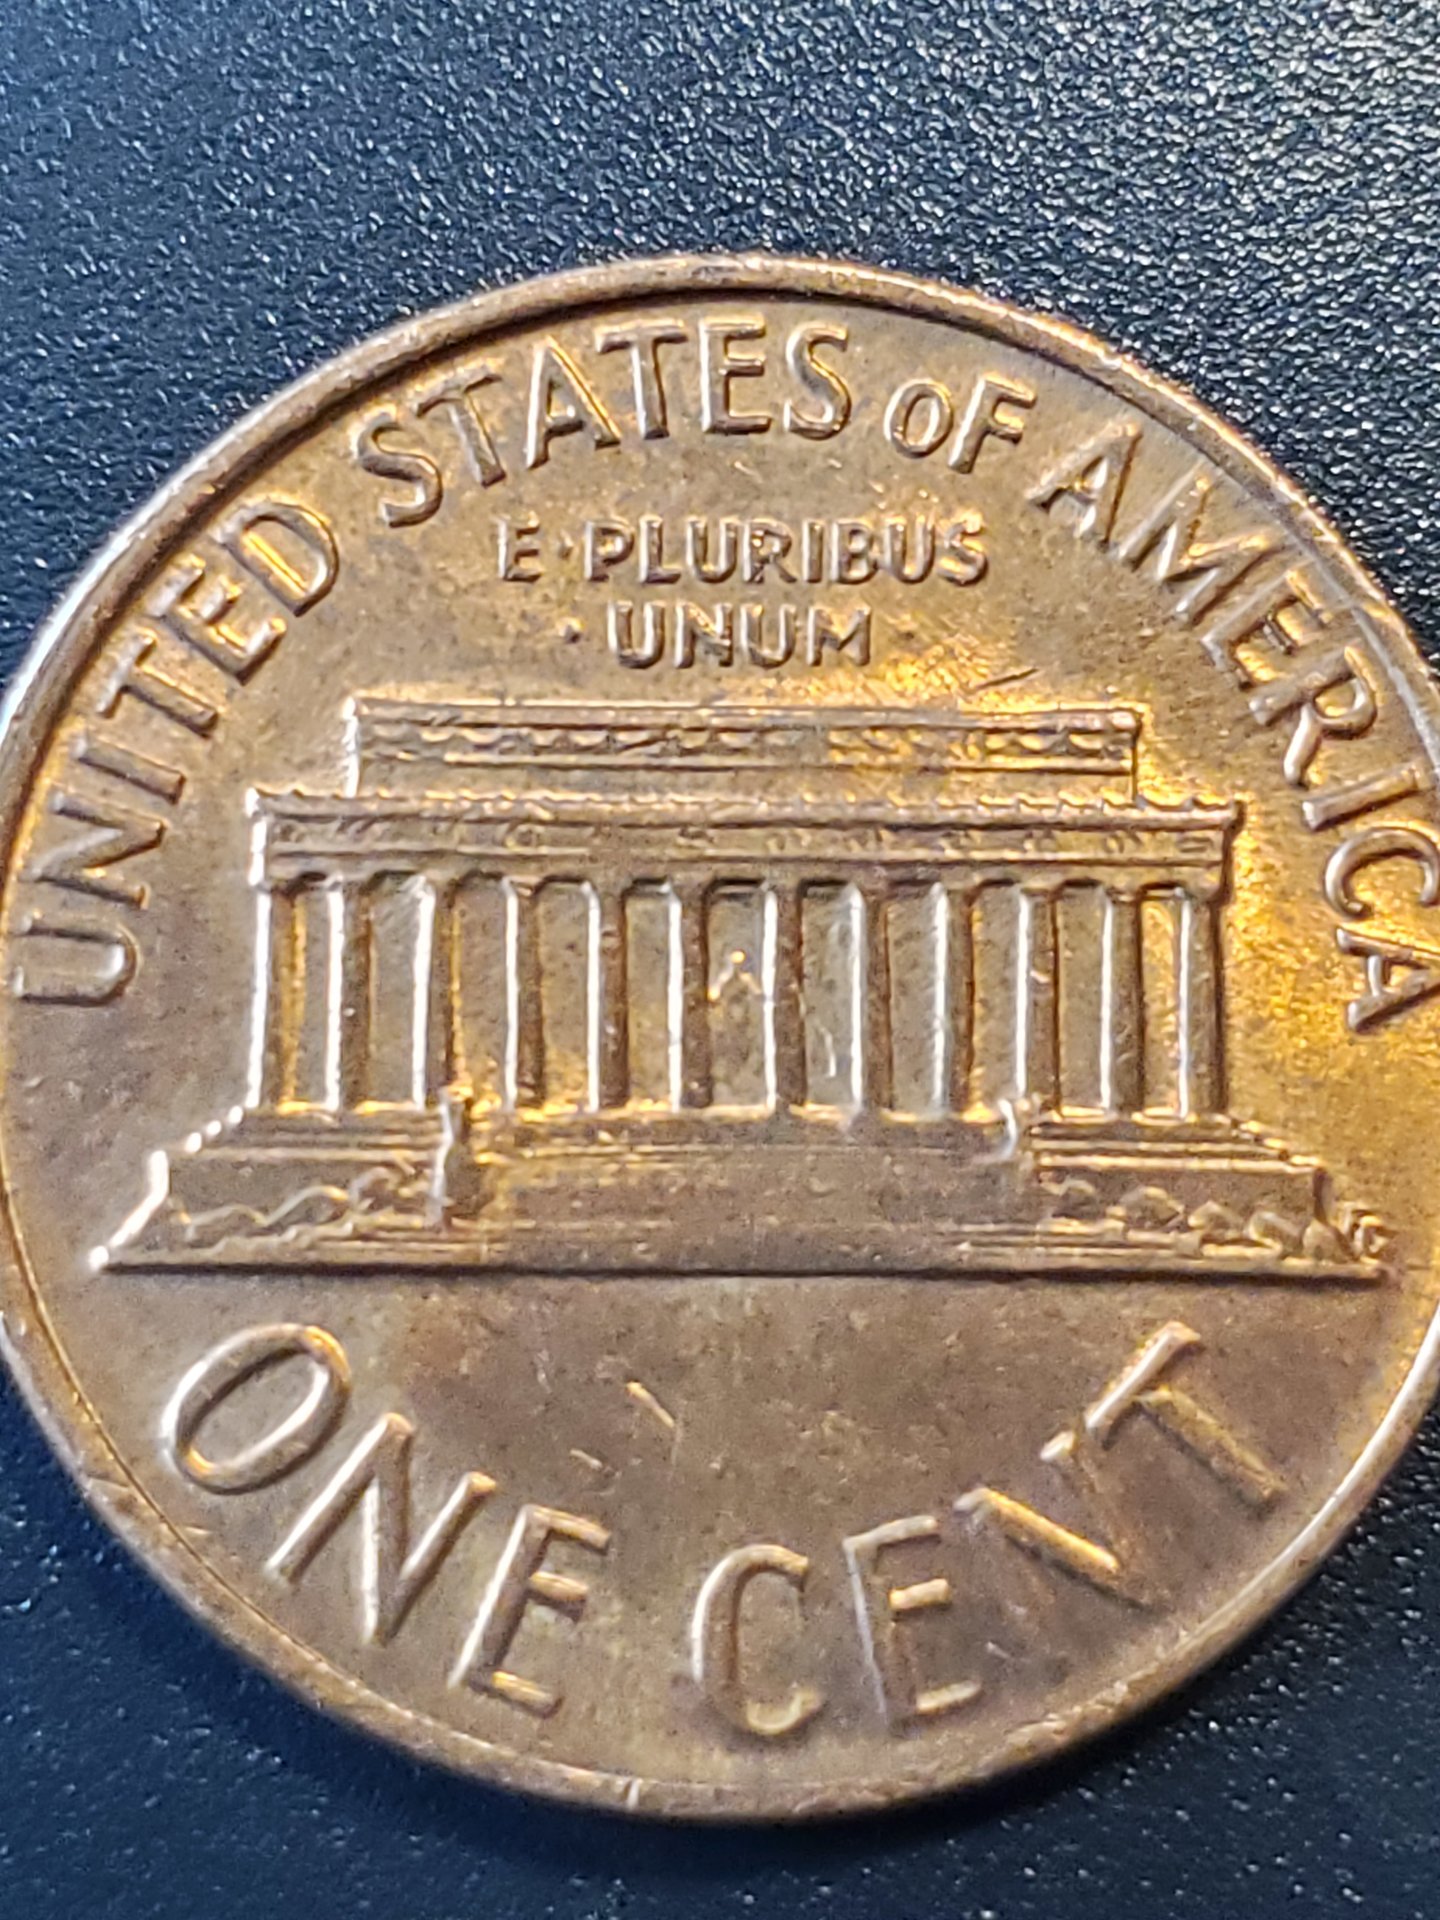 UNITED STATES OF AMERICA
E·PLURIBUS
·UNUM
ONE CENT